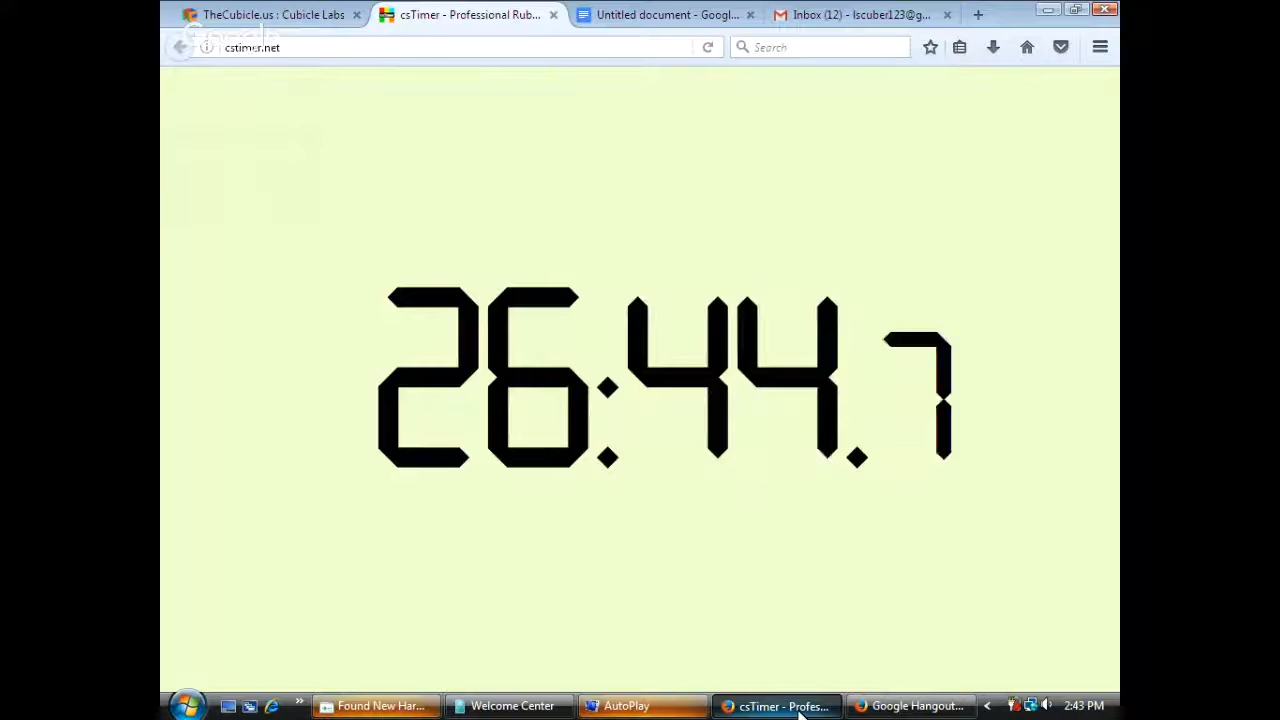 TheCubicle.us : Cubicle Labs
csTimer - Professional Rub...
Untitled document - Googl...
Inbox (12) - lscuber123@g...
Google
cstimer.net
Search
26:44.7
Found New Har...
Welcome Center
AutoPlay
csTimer - Profes...
Google Hangout...
2:43 PM